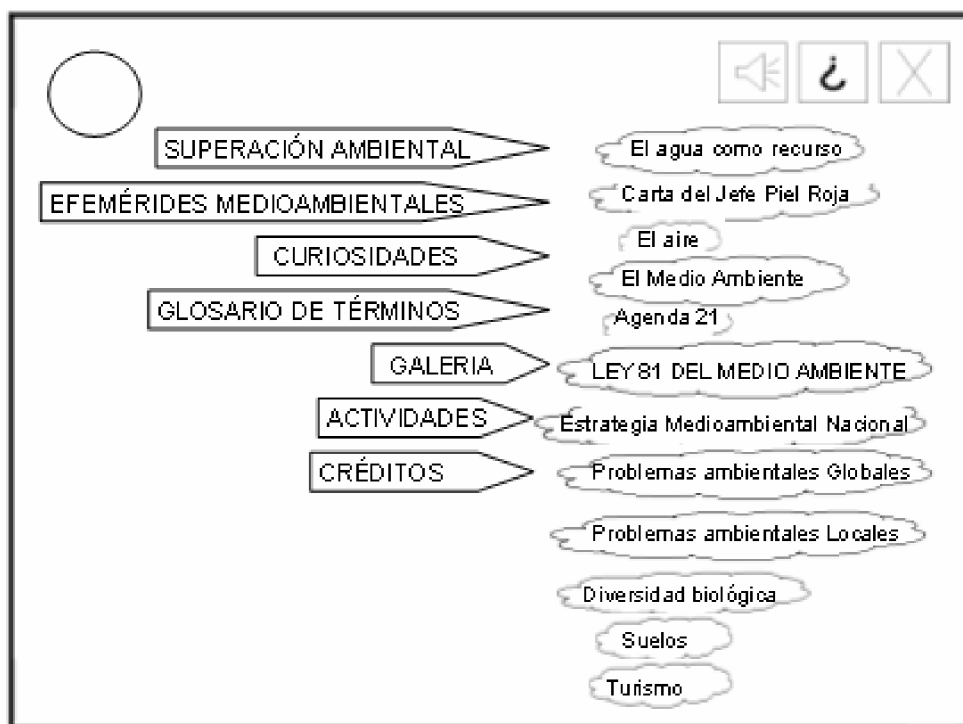 ¿
SUPERACIÓN AMBIENTAL
EFEMÉRIDES MEDIOAMBIENTALES
CURIOSIDADES
GLOSARIO DE TÉRMINOS
GALERIA
ACTIVIDADES
CRÉDITOS
El agua como recurso
Carta del Jefe Piel Roja
El aire
El Medio Ambiente
Agenda 21
LEY 81 DEL MEDIO AMBIENTE
Estrategia Medioambiental Nacional
Problemas ambientales Globales
Problemas ambientales Locales
Diversidad biológica
Suelos
Turismo